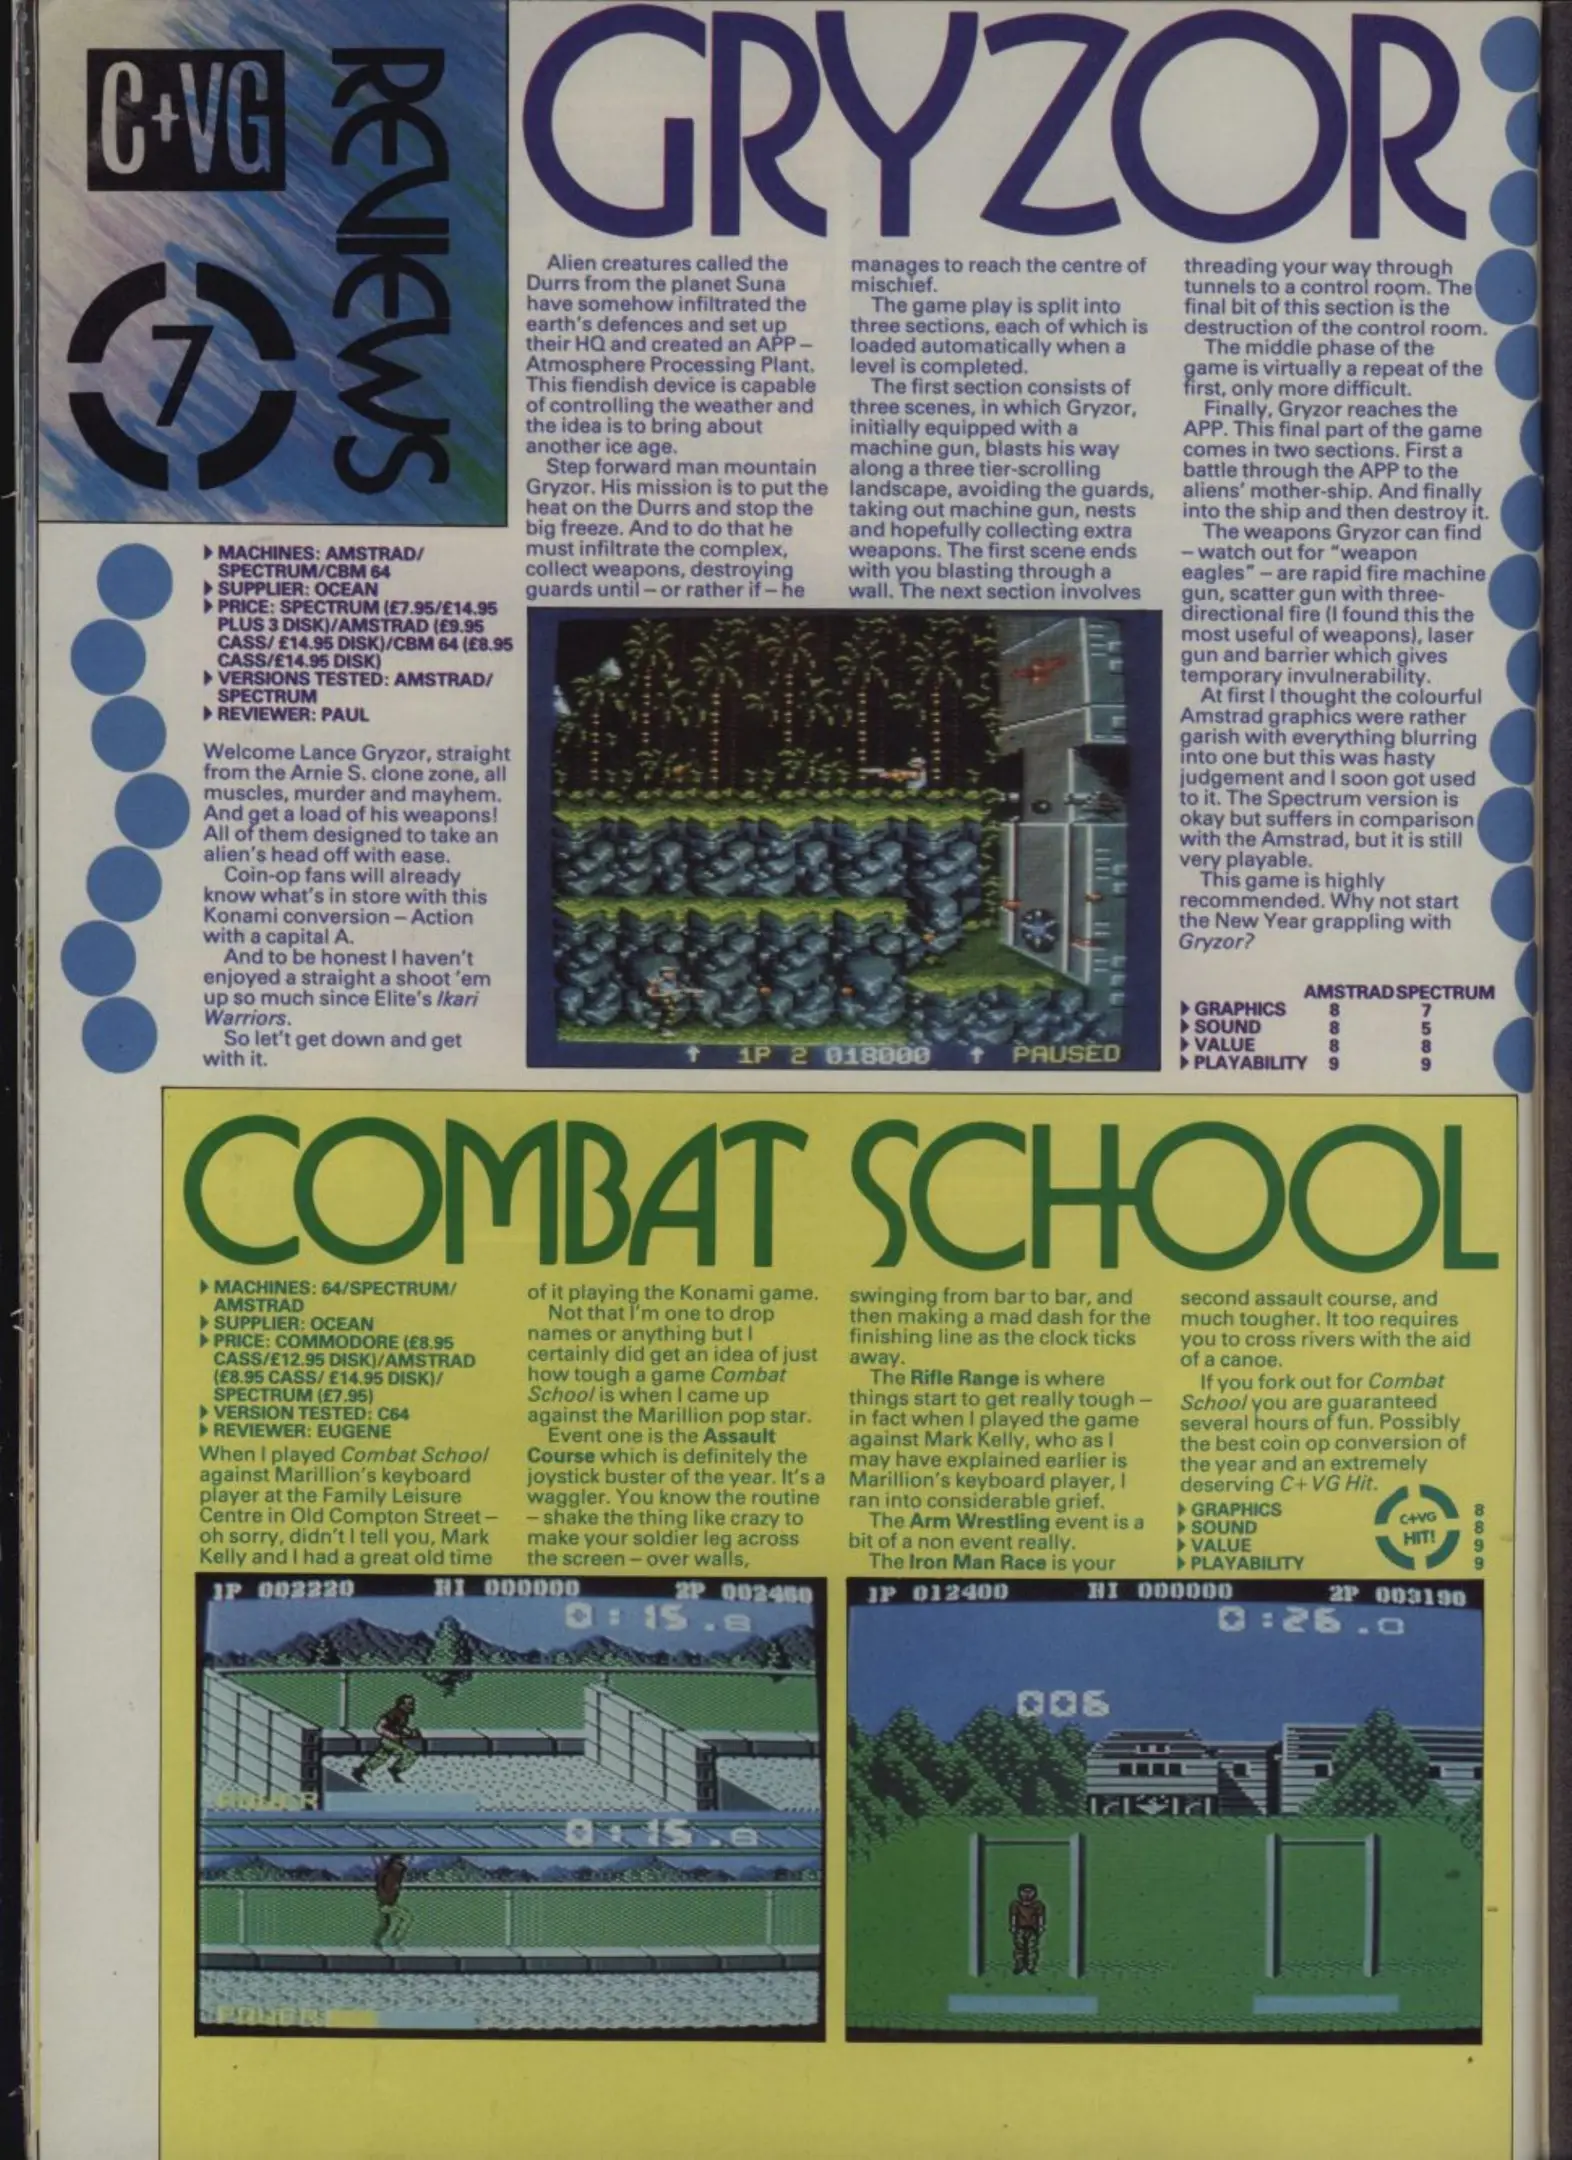 C+VG
REVIEWS
7
GRYZOR
▶ MACHINES: AMSTRAD/
SPECTRUM/CBM 64
▶ SUPPLIER: OCEAN
▶ PRICE: SPECTRUM (£7.95/£14.95
PLUS 3 DISK)/AMSTRAD (£9.95
CASS/ £14.95 DISK)/CBM 64 (£8.95
CASS/£14.95 DISK)
▶ VERSIONS TESTED: AMSTRAD/
SPECTRUM
▶ REVIEWER: PAUL
Welcome Lance Gryzor, straight
from the Arnie S. clone zone, all
muscles, murder and mayhem.
And get a load of his weapons!
All of them designed to take an
alien's head off with ease.
Coin-op fans will already
know what's in store with this
Konami conversion – Action
with a capital A.
And to be honest I haven't
enjoyed a straight a shoot 'em
up so much since Elite's Ikari
Warriors.
So let't get down and get
with it.
Alien creatures called the
Durrs from the planet Suna
have somehow infiltrated the
earth's defences and set up
their HQ and created an APP –
Atmosphere Processing Plant.
This fiendish device is capable
of controlling the weather and
the idea is to bring about
another ice age.
Step forward man mountain
Gryzor. His mission is to put the
heat on the Durrs and stop the
big freeze. And to do that he
must infiltrate the complex,
collect weapons, destroying
guards until – or rather if – he
manages to reach the centre of
mischief.
The game play is split into
three sections, each of which is
loaded automatically when a
level is completed.
The first section consists of
three scenes, in which Gryzor,
initially equipped with a
machine gun, blasts his way
along a three tier-scrolling
landscape, avoiding the guards,
taking out machine gun, nests
and hopefully collecting extra
weapons. The first scene ends
with you blasting through a
wall. The next section involves
threading your way through
tunnels to a control room. The
final bit of this section is the
destruction of the control room.
The middle phase of the
game is virtually a repeat of the
first, only more difficult.
Finally, Gryzor reaches the
APP. This final part of the game
comes in two sections. First a
battle through the APP to the
aliens' mother-ship. And finally
into the ship and then destroy it.
The weapons Gryzor can find
– watch out for "weapon
eagles" – are rapid fire machine
gun, scatter gun with three-
directional fire (I found this the
most useful of weapons), laser
gun and barrier which gives
temporary invulnerability.
At first I thought the colourful
Amstrad graphics were rather
garish with everything blurring
into one but this was hasty
judgement and I soon got used
to it. The Spectrum version is
okay but suffers in comparison
with the Amstrad, but it is still
very playable.
This game is highly
recommended. Why not start
the New Year grappling with
Gryzor?
AMSTRAD SPECTRUM
▶ GRAPHICS 8 7
▶ SOUND 8 5
▶ VALUE 8 8
▶ PLAYABILITY 9 9
↑ 1P 2 018000 ↑ PAUSED
COMBAT SCHOOL
▶ MACHINES: 64/SPECTRUM/
AMSTRAD
▶ SUPPLIER: OCEAN
▶ PRICE: COMMODORE (£8.95
CASS/£12.95 DISK)/AMSTRAD
(£8.95 CASS/ £14.95 DISK)/
SPECTRUM (£7.95)
▶ VERSION TESTED: C64
▶ REVIEWER: EUGENE
When I played Combat School
against Marillion's keyboard
player at the Family Leisure
Centre in Old Compton Street –
oh sorry, didn't I tell you, Mark
Kelly and I had a great old time
of it playing the Konami game.
Not that I'm one to drop
names or anything but I
certainly did get an idea of just
how tough a game Combat
School is when I came up
against the Marillion pop star.
Event one is the Assault
Course which is definitely the
joystick buster of the year. It's a
waggler. You know the routine
– shake the thing like crazy to
make your soldier leg across
the screen – over walls,
swinging from bar to bar, and
then making a mad dash for the
finishing line as the clock ticks
away.
The Rifle Range is where
things start to get really tough –
in fact when I played the game
against Mark Kelly, who as I
may have explained earlier is
Marillion's keyboard player, I
ran into considerable grief.
The Arm Wrestling event is a
bit of a non event really.
The Iron Man Race is your
second assault course, and
much tougher. It too requires
you to cross rivers with the aid
of a canoe.
If you fork out for Combat
School you are guaranteed
several hours of fun. Possibly
the best coin op conversion of
the year and an extremely
deserving C+VG Hit.
▶ GRAPHICS 8
▶ SOUND 8
▶ VALUE 9
▶ PLAYABILITY 9
C+VG
HIT!
1P 002220 HI 000000 2P 002480
0:15.8
POWER
0:15.8
POWER
1P 012400 HI 000000 2P 003190
0:26.0
006